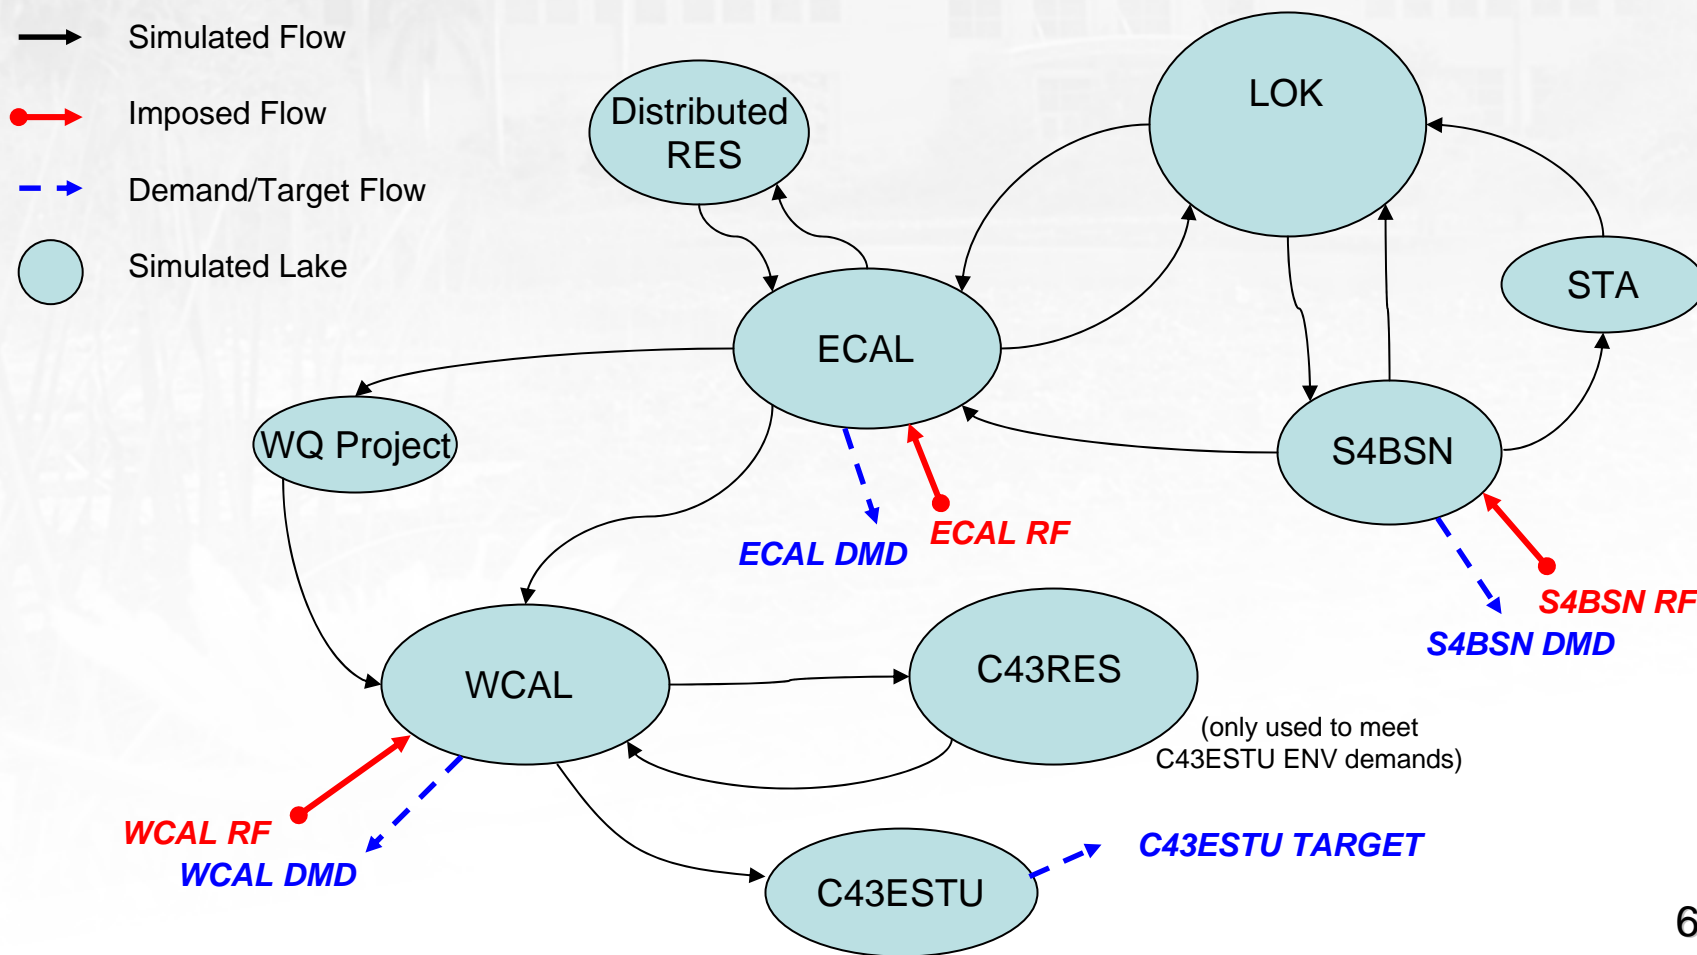 Simulated Flow
Imposed Flow
Demand/Target Flow
Simulated Lake
Distributed
RES
LOK
STA
ECAL
WQ Project
S4BSN
ECAL DMD
ECAL RF
S4BSN RF
S4BSN DMD
WCAL
C43RES
(only used to meet
C43ESTU ENV demands)
WCAL RF
WCAL DMD
C43ESTU TARGET
C43ESTU
6